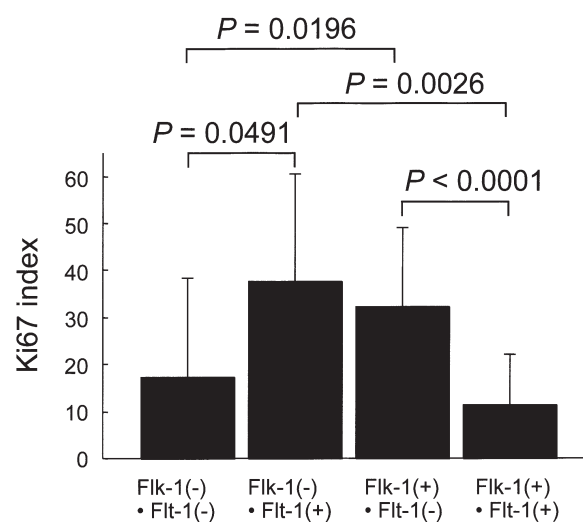 P = 0.0196
P = 0.0026
P = 0.0491
P < 0.0001
Ki67 index
60
50
40
30
20
10
0
Flk-1(-)
• Flt-1(-)
Flk-1(-)
• Flt-1(+)
Flk-1(+)
• Flt-1(-)
Flk-1(+)
• Flt-1(+)